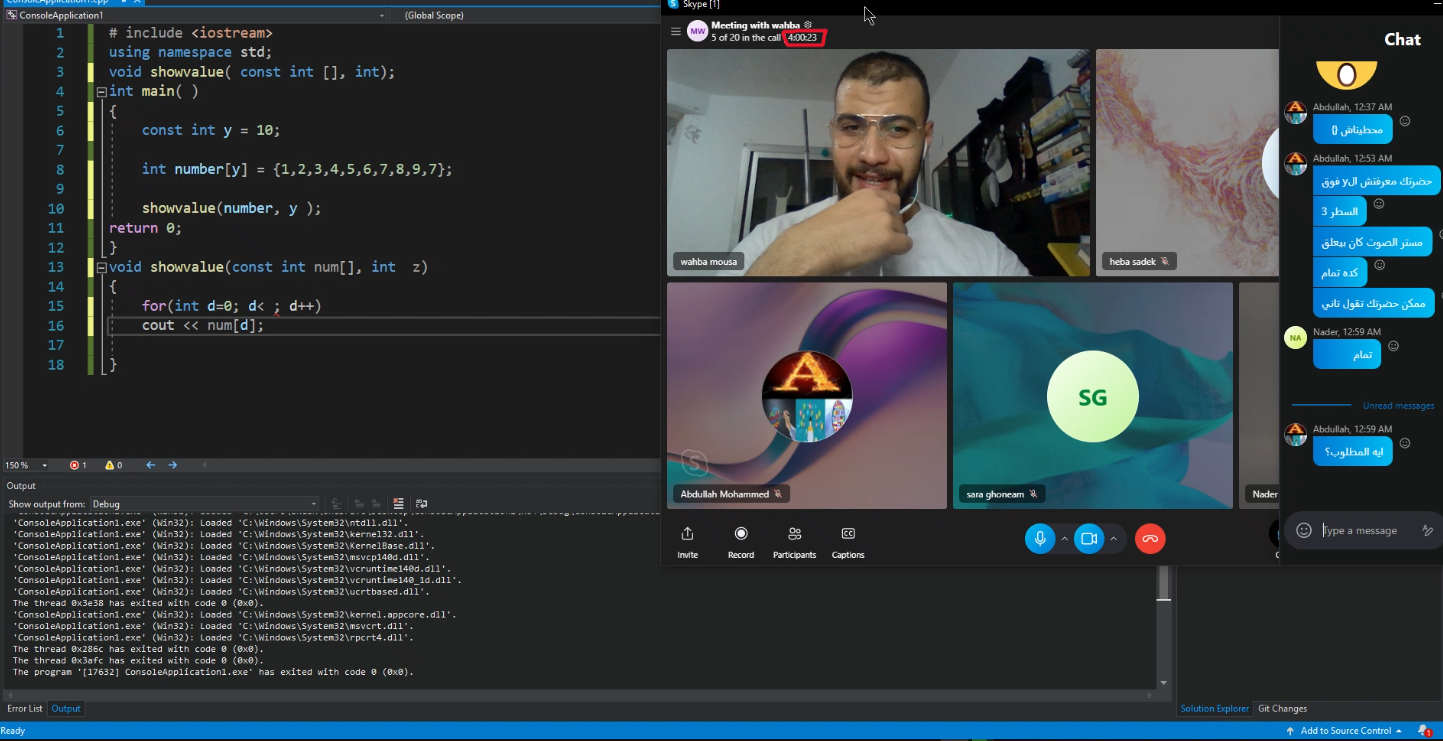 ConsoleApplication1.cpp
ConsoleApplication1
(Global Scope)
1 # include <iostream>
2 using namespace std;
3 void showvalue( const int [], int);
4 int main( )
5 {
6 const int y = 10;
7
8 int number[y] = {1,2,3,4,5,6,7,8,9,7};
9
10 showvalue(number, y );
11 return 0;
12 }
13 void showvalue(const int num[], int z)
14 {
15 for(int d=0; d< ; d++)
16 cout << num[d];
17
18 }
150 %
1
0
Output
Show output from: Debug
'ConsoleApplication1.exe' (Win32): Loaded 'C:\Windows\System32\ntdll.dll'.
'ConsoleApplication1.exe' (Win32): Loaded 'C:\Windows\System32\kernel32.dll'.
'ConsoleApplication1.exe' (Win32): Loaded 'C:\Windows\System32\KernelBase.dll'.
'ConsoleApplication1.exe' (Win32): Loaded 'C:\Windows\System32\msvcp140d.dll'.
'ConsoleApplication1.exe' (Win32): Loaded 'C:\Windows\System32\vcruntime140d.dll'.
'ConsoleApplication1.exe' (Win32): Loaded 'C:\Windows\System32\vcruntime140_1d.dll'.
'ConsoleApplication1.exe' (Win32): Loaded 'C:\Windows\System32\ucrtbased.dll'.
The thread 0x3e38 has exited with code 0 (0x0).
'ConsoleApplication1.exe' (Win32): Loaded 'C:\Windows\System32\kernel.appcore.dll'.
'ConsoleApplication1.exe' (Win32): Loaded 'C:\Windows\System32\msvcrt.dll'.
'ConsoleApplication1.exe' (Win32): Loaded 'C:\Windows\System32\rpcrt4.dll'.
The thread 0x286c has exited with code 0 (0x0).
The thread 0x3afc has exited with code 0 (0x0).
The program '[17632] ConsoleApplication1.exe' has exited with code 0 (0x0).
Error List
Output
Ready
Skype [1]
MW
Meeting with wahba
5 of 20 in the call 4:00:23
wahba mousa
heba sadek
A
Abdullah Mohammed
SG
sara ghoneam
Nader
Invite
Record
Participants
Captions
Chat
Abdullah, 12:37 AM
محطيناش {}
Abdullah, 12:53 AM
حضرتك معرفتش الy فوق
السطر 3
مستر الصوت كان بيعلق
كده تمام
ممكن حضرتك تقول تاني
NA
Nader, 12:59 AM
تمام
Unread messages
Abdullah, 12:59 AM
ايه المطلوب؟
Type a message
Solution Explorer
Git Changes
Add to Source Control
1